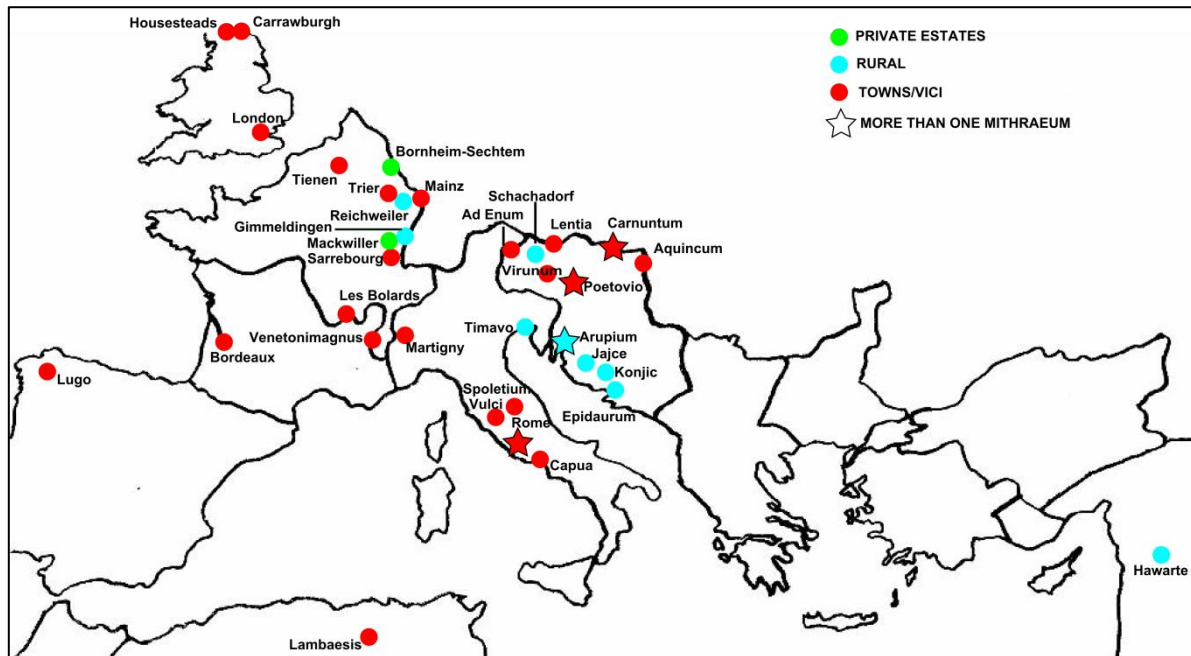 Housesteads
Carrawburgh
PRIVATE ESTATES
RURAL
TOWNS/VICI
MORE THAN ONE MITHRAEUM
London
Bornheim-Sechtem
Tienen
Trier
Mainz
Reichweiler
Schachadorf
Ad Enum
Lentia
Carnuntum
Gimmeldingen
Mackwiller
Sarrebourg
Aquincum
Virunum
Poetovio
Les Bolards
Venetonimagnus
Martigny
Timavo
Arupium
Bordeaux
Jajce
Konjic
Lugo
Spoletium
Vulci
Epidaurum
Rome
Capua
Hawarte
Lambaesis